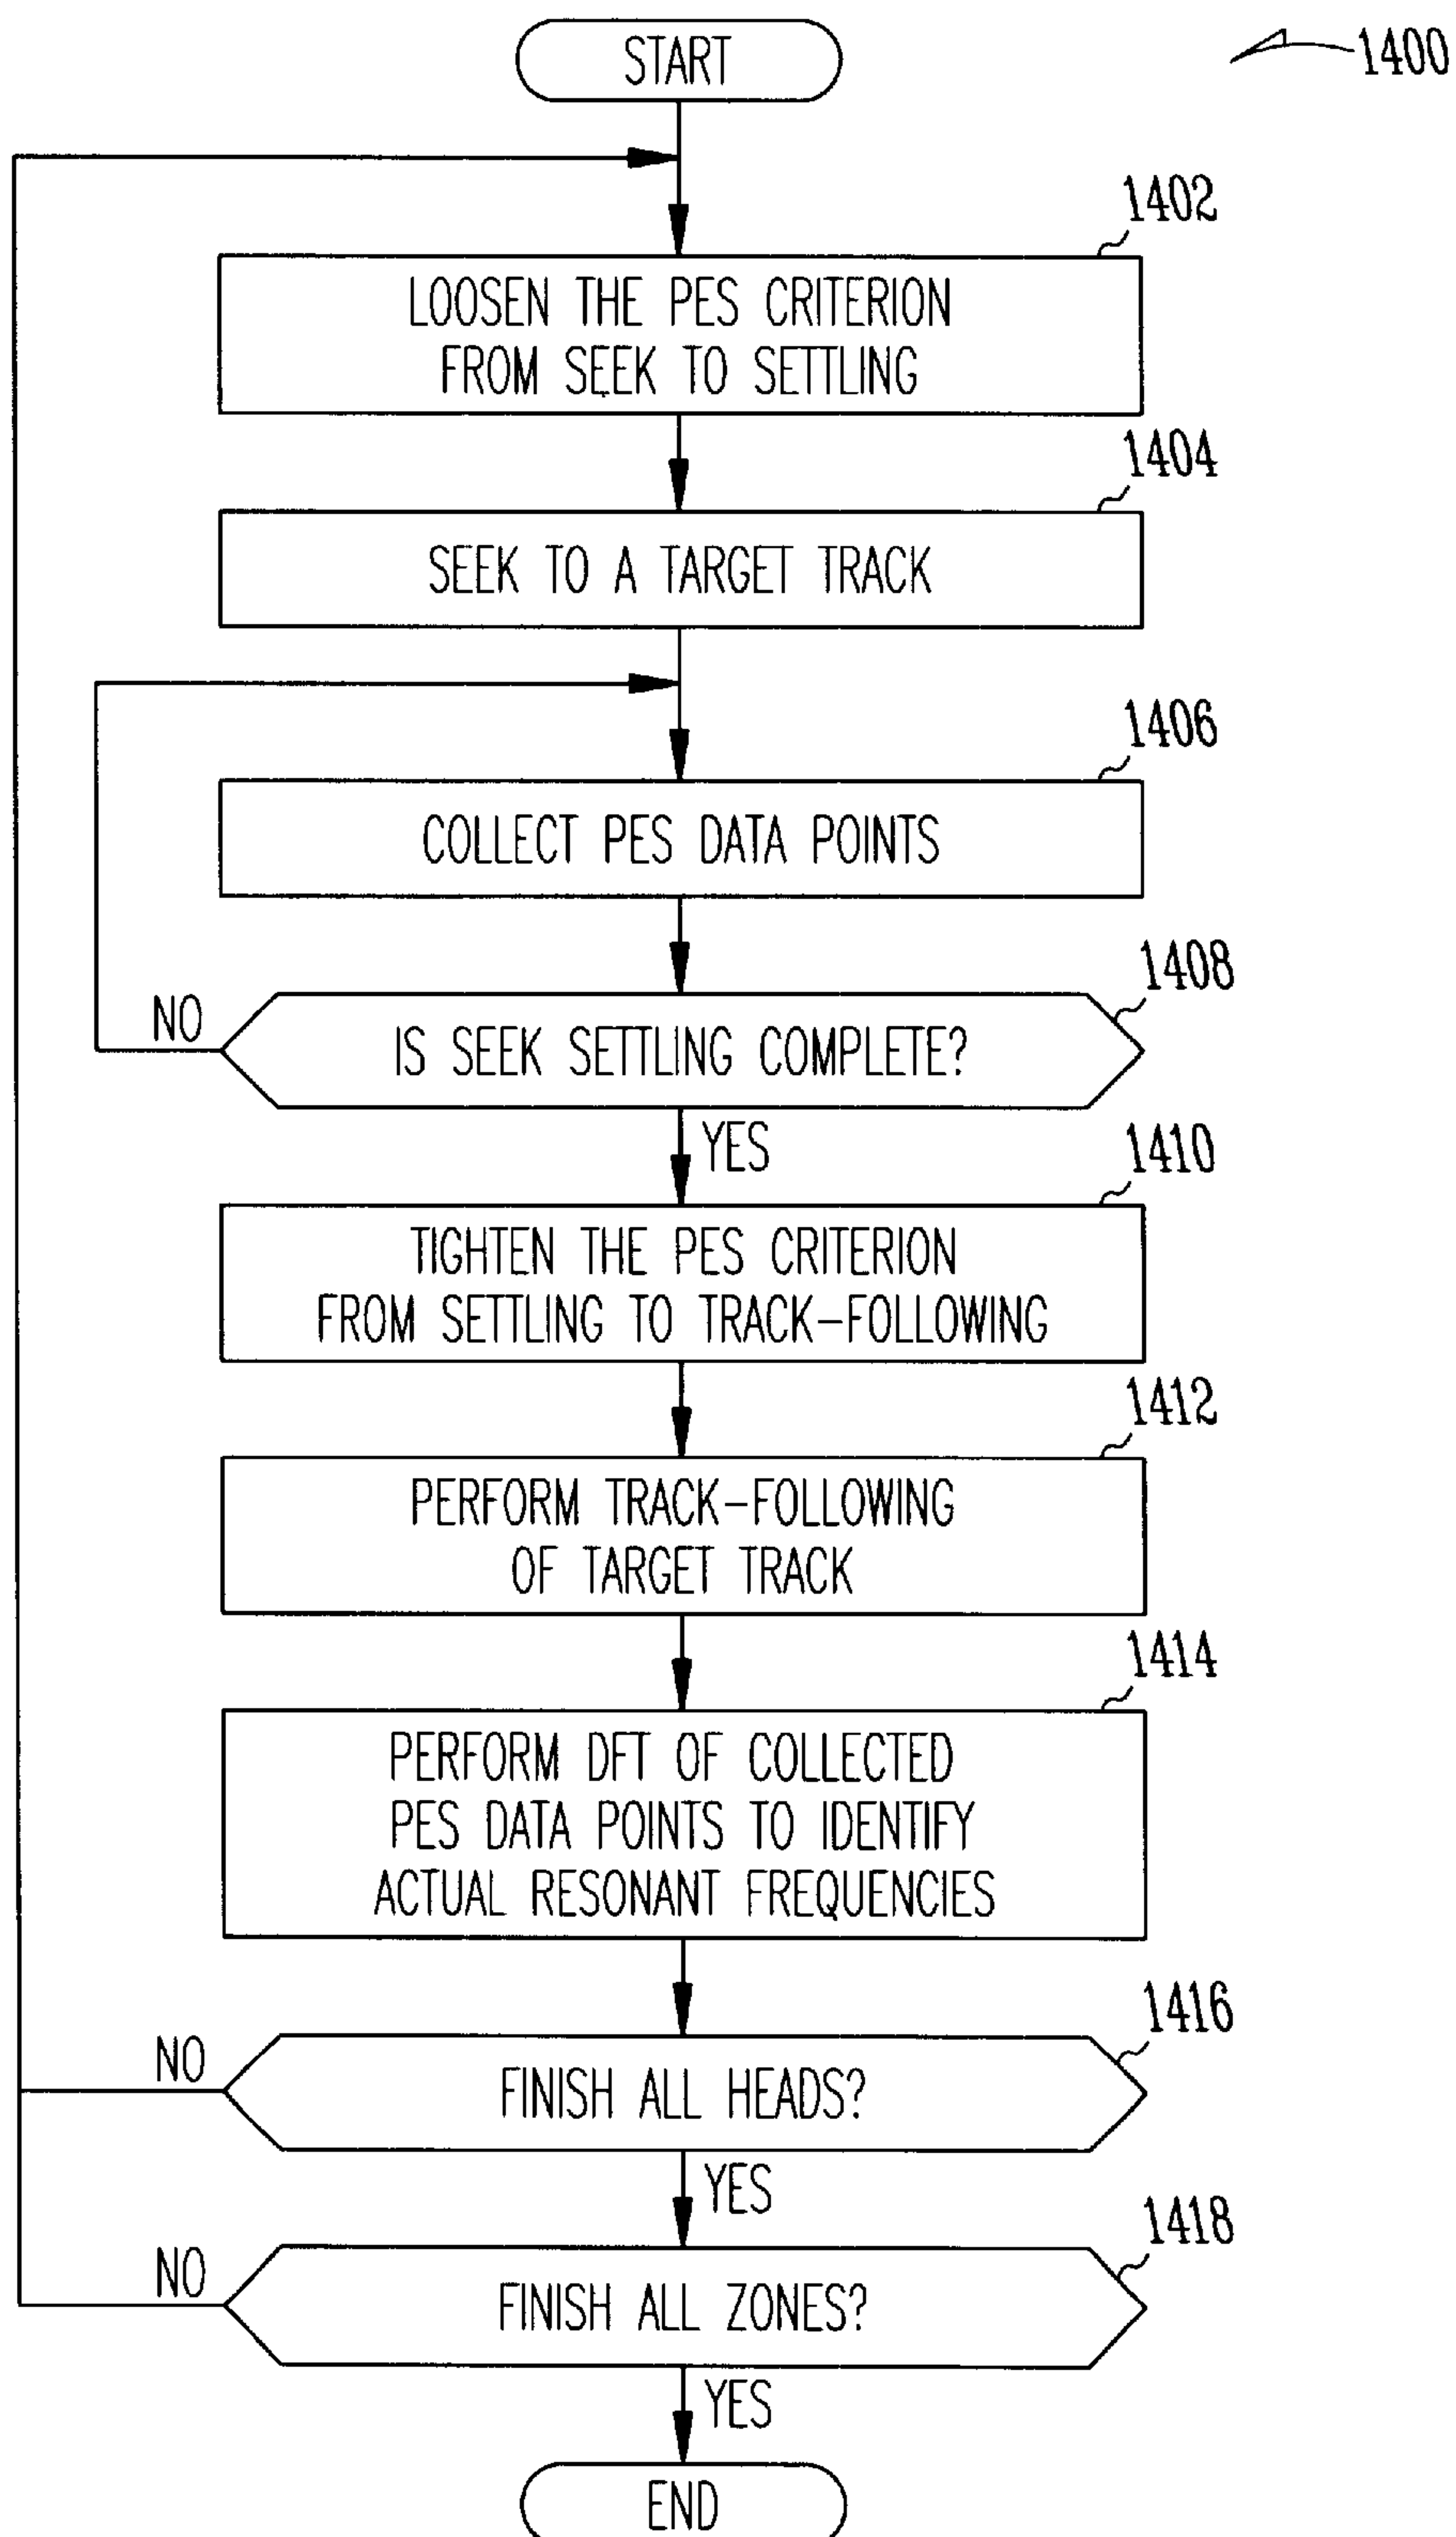 START
1400
1402
LOOSEN THE PES CRITERION
FROM SEEK TO SETTLING
1404
SEEK TO A TARGET TRACK
1406
COLLECT PES DATA POINTS
1408
NO
IS SEEK SETTLING COMPLETE?
YES
1410
TIGHTEN THE PES CRITERION
FROM SETTLING TO TRACK-FOLLOWING
1412
PERFORM TRACK-FOLLOWING
OF TARGET TRACK
1414
PERFORM DFT OF COLLECTED
PES DATA POINTS TO IDENTIFY
ACTUAL RESONANT FREQUENCIES
1416
NO
FINISH ALL HEADS?
YES
1418
NO
FINISH ALL ZONES?
YES
END